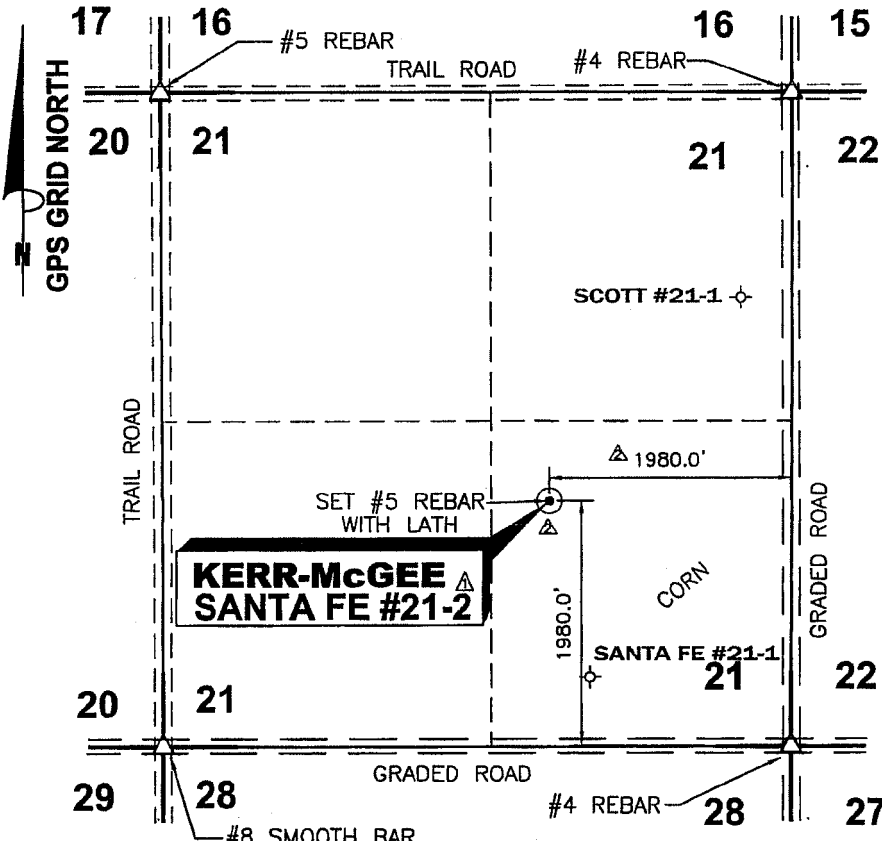 17 16
16 15
#5 REBAR
#4 REBAR
TRAIL ROAD
20 21
21 22
GPS GRID NORTH
N
SCOTT #21-1
TRAIL ROAD
2 1980.0'
SET #5 REBAR
WITH LATH
2
KERR-McGEE 1
SANTA FE #21-2
1980.0'
CORN
GRADED ROAD
SANTA FE #21-1
20 21
21 22
GRADED ROAD
29 28
#4 REBAR
28 27
#8 SMOOTH BAR